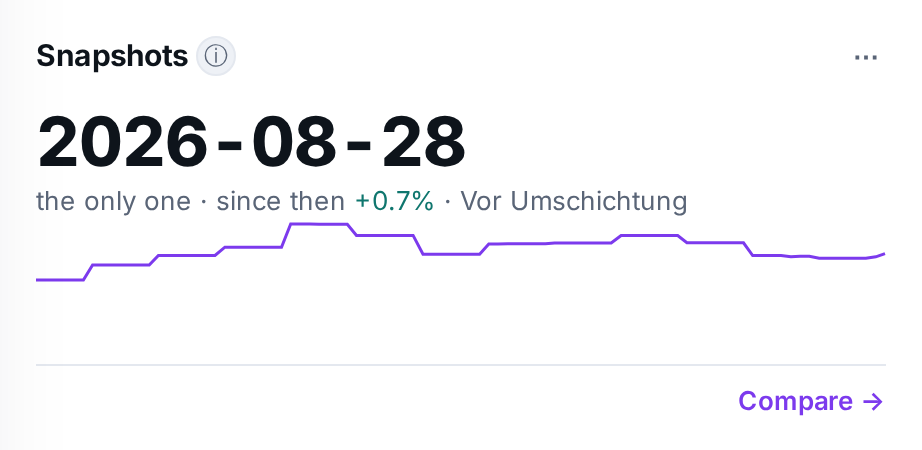 Snapshots ⓘ ...
2026-08-28
the only one · since then +0.7% · Vor Umschichtung
Compare →